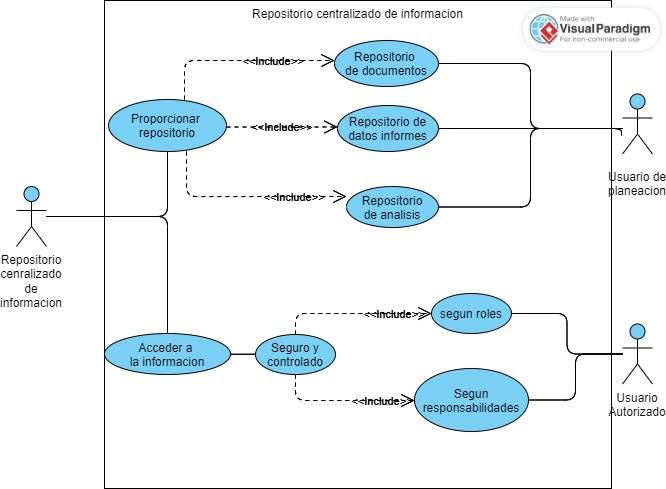 Repositorio centralizado de informacion
Made with
VisualParadigm
For non-commercial use
<<Include>>
Repositorio
de documentos
Proporcionar
repositorio
<<Include>>
Repositorio de
datos informes
Usuario de
planeacion
<<Include>>
Repositorio
de analisis
Repositorio
cenralizado
de
informacion
<<Include>>
segun roles
Acceder a
la informacion
Seguro y
controlado
<<Include>>
Segun
responsabilidades
Usuario
Autorizado